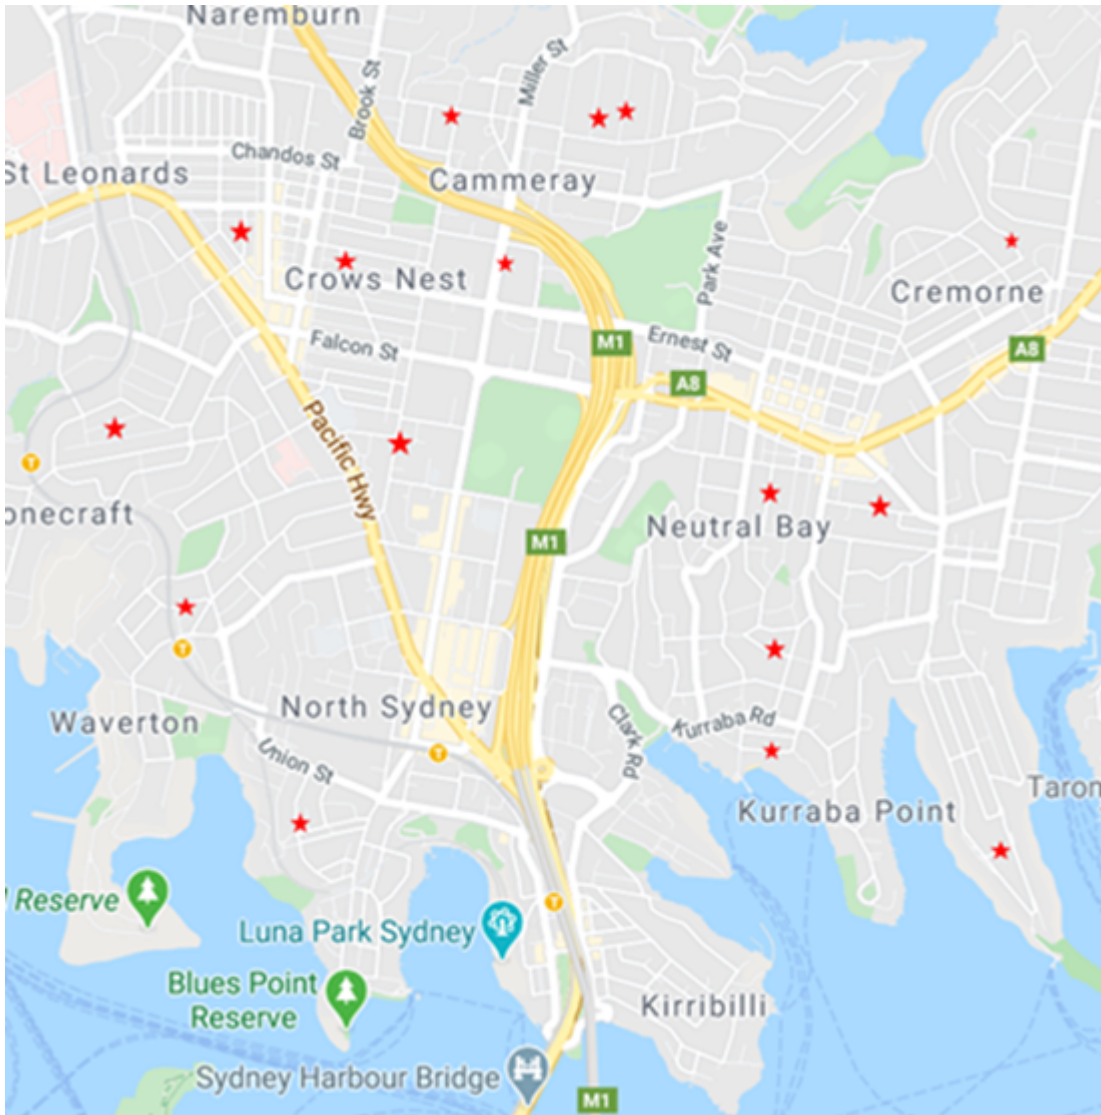 Naremburn
Miller St
Brook St
Chandos St
St Leonards
Cammeray
Park Ave
Crows Nest
Cremorne
Falcon St
M1
Ernest St
A8
A8
Pacific Hwy
T
onecraft
Neutral Bay
M1
T
Waverton
North Sydney
T
Clark Rd
Kurraba Rd
Union St
Taron
Kurraba Point
Reserve
T
Luna Park Sydney
Blues Point
Reserve
Kirribilli
Sydney Harbour Bridge
M1